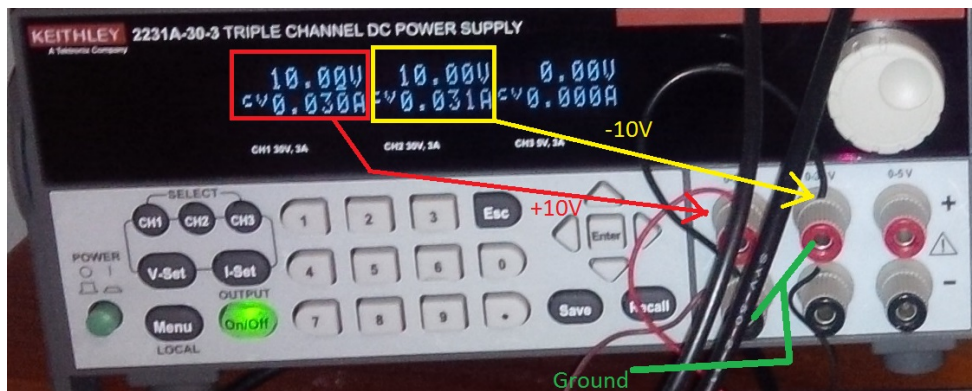 KEITHLEY 2231A-30-3 TRIPLE CHANNEL DC POWER SUPPLY
A Tektronix Company
10.00V 10.00V 0.00V
CV 0.030A CV 0.031A CV 0.000A
-10V
CH1 30V, 3A CH2 30V, 3A CH3 5V, 3A
0-5 V
SELECT
+10V
CH1 CH2 CH3 1 2 3 Esc
+
Enter
POWER
V-Set I-Set 4 5 6 0
-
OUTPUT
Menu On/Off 7 8 9 • Save Recall
LOCAL
Ground